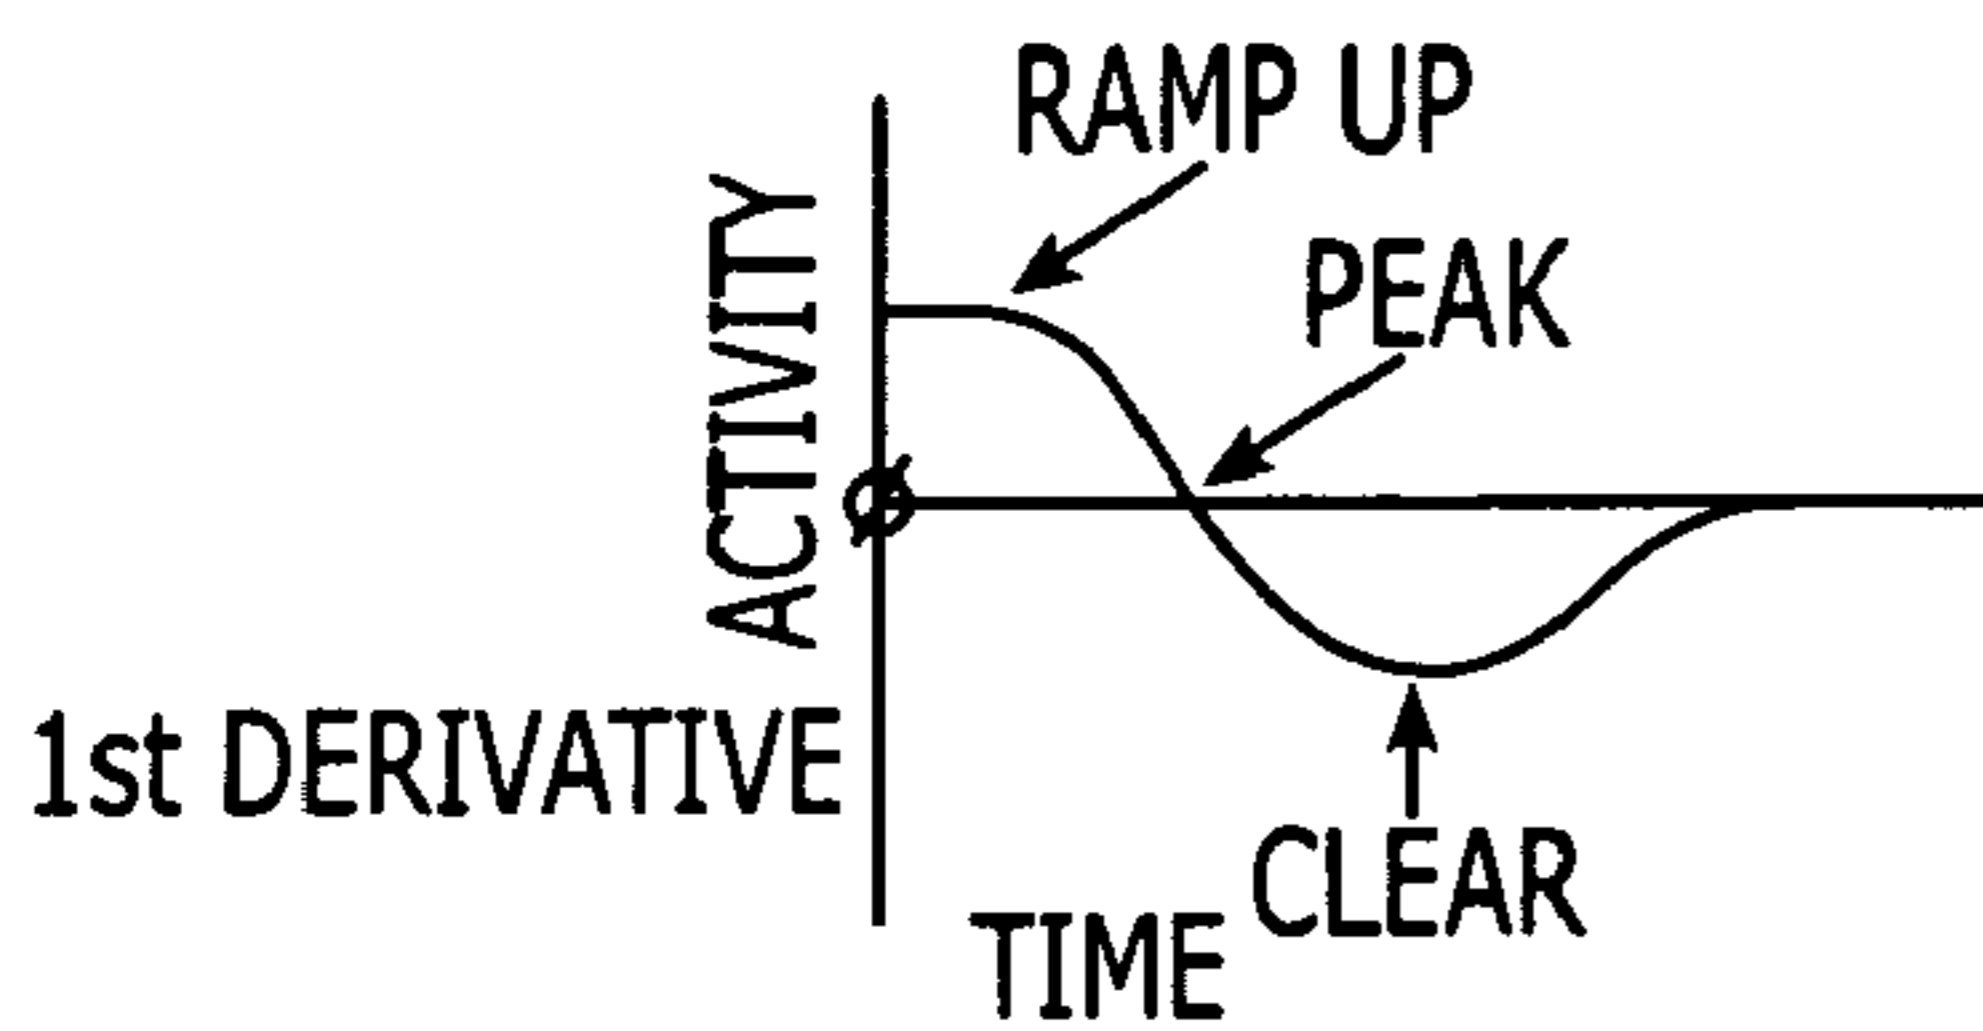 RAMP UP
PEAK
ACTIVITY
Ø
1st DERIVATIVE
CLEAR
TIME